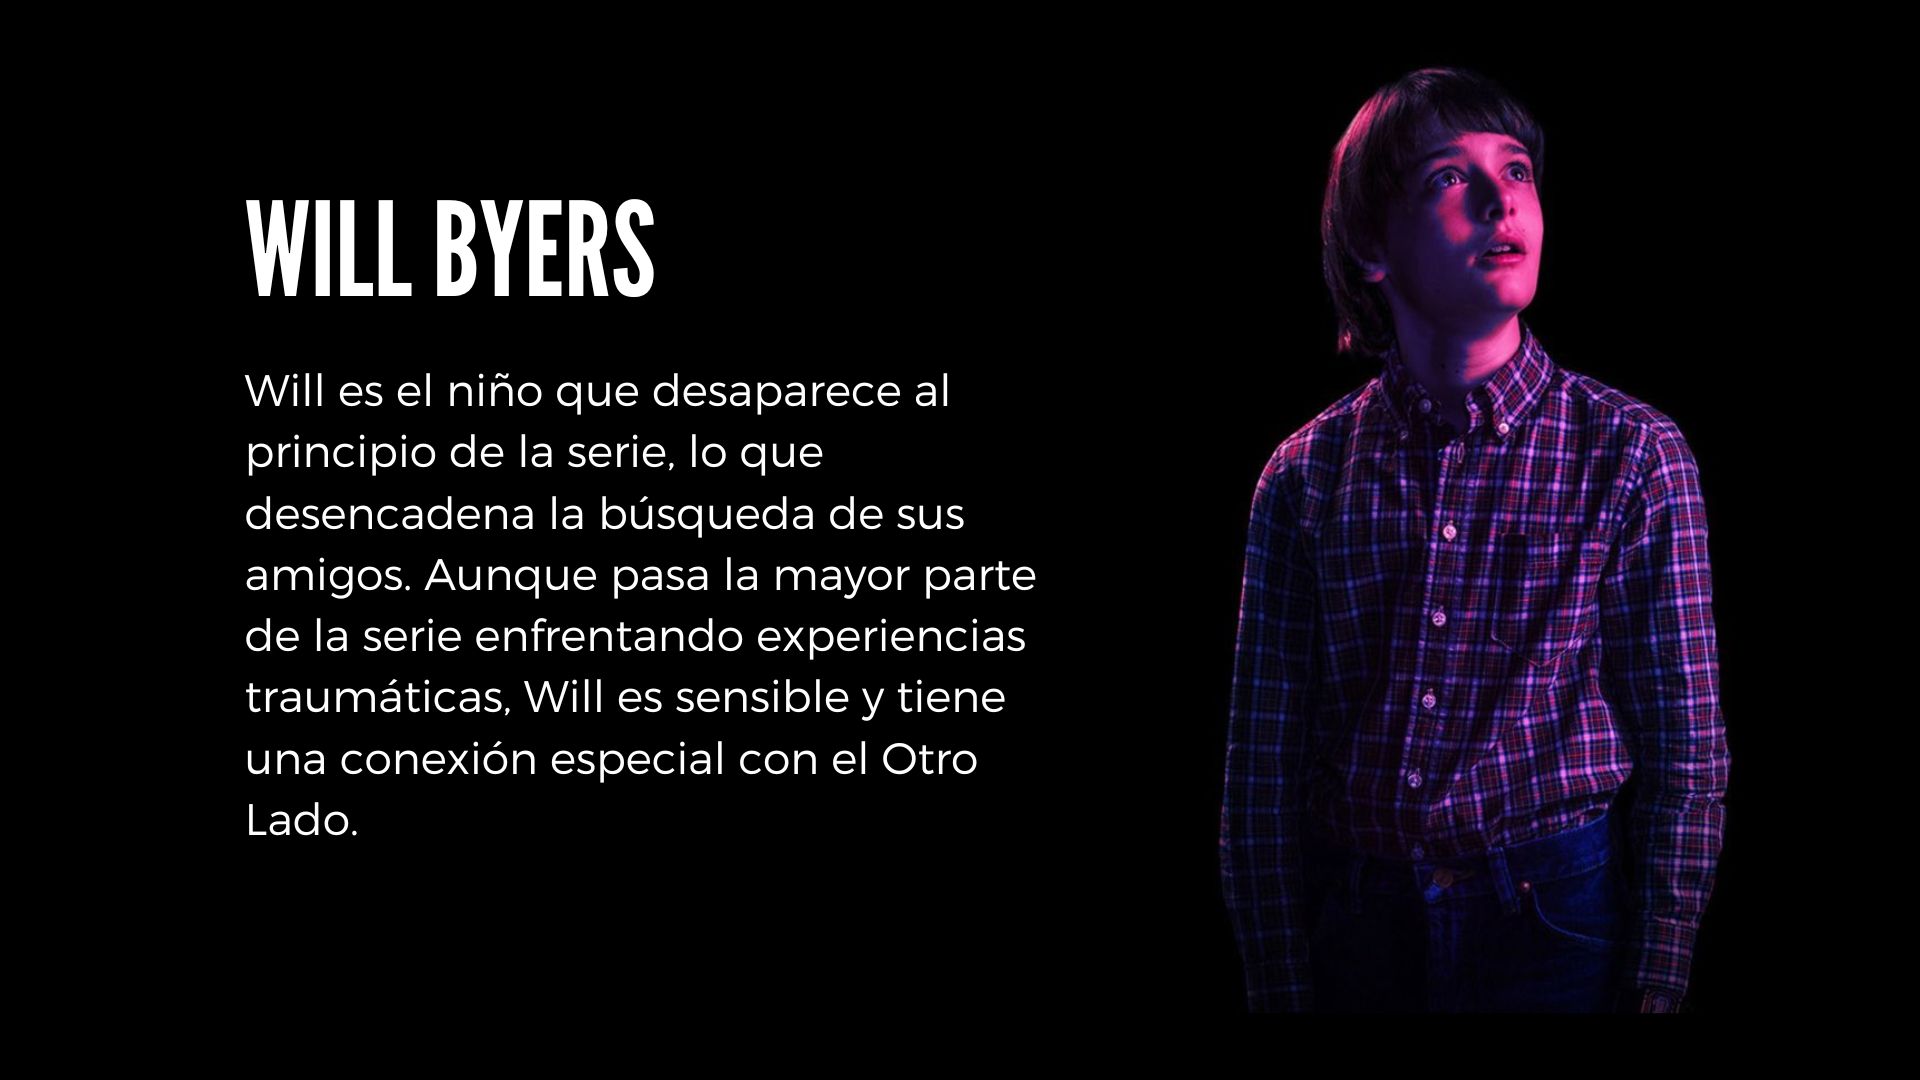 WILL BYERS
Will es el niño que desaparece al
principio de la serie, lo que
desencadena la búsqueda de sus
amigos. Aunque pasa la mayor parte
de la serie enfrentando experiencias
traumáticas, Will es sensible y tiene
una conexión especial con el Otro
Lado.